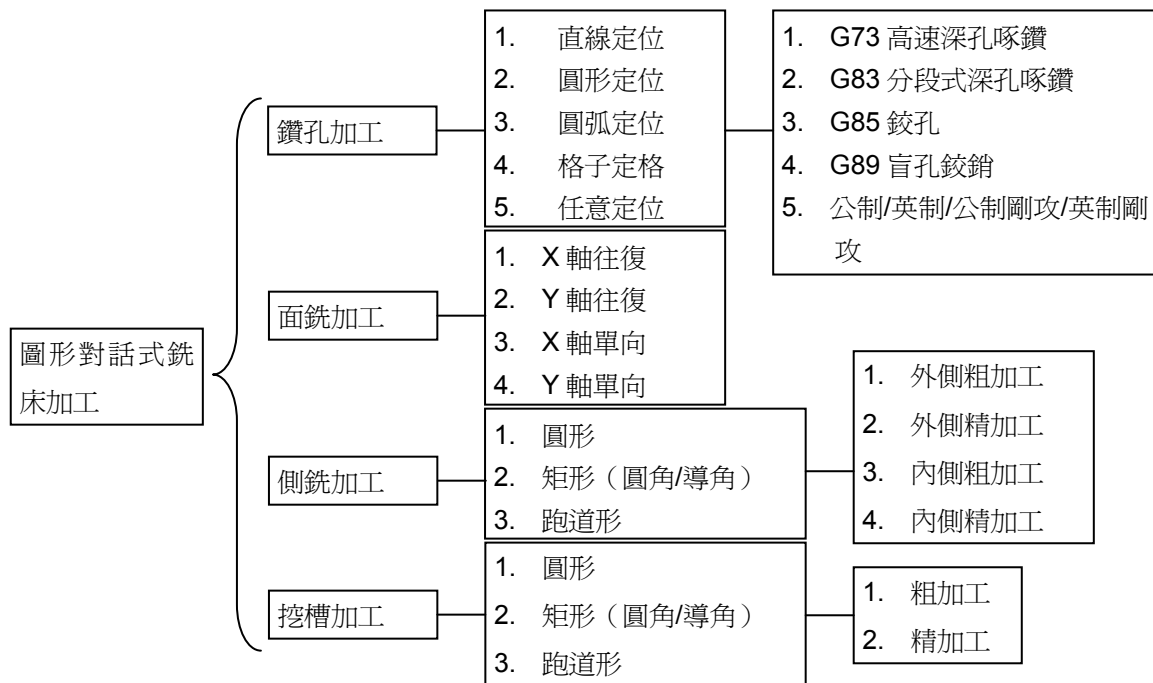 圖形對話式銑
床加工
鑽孔加工
1. 直線定位
2. 圓形定位
3. 圓弧定位
4. 格子定格
5. 任意定位
1. G73 高速深孔啄鑽
2. G83 分段式深孔啄鑽
3. G85 鉸孔
4. G89 盲孔鉸銷
5. 公制/英制/公制剛攻/英制剛
攻
面銑加工
1. X 軸往復
2. Y 軸往復
3. X 軸單向
4. Y 軸單向
側銑加工
1. 圓形
2. 矩形（圓角/導角）
3. 跑道形
1. 外側粗加工
2. 外側精加工
3. 內側粗加工
4. 內側精加工
挖槽加工
1. 圓形
2. 矩形（圓角/導角）
3. 跑道形
1. 粗加工
2. 精加工